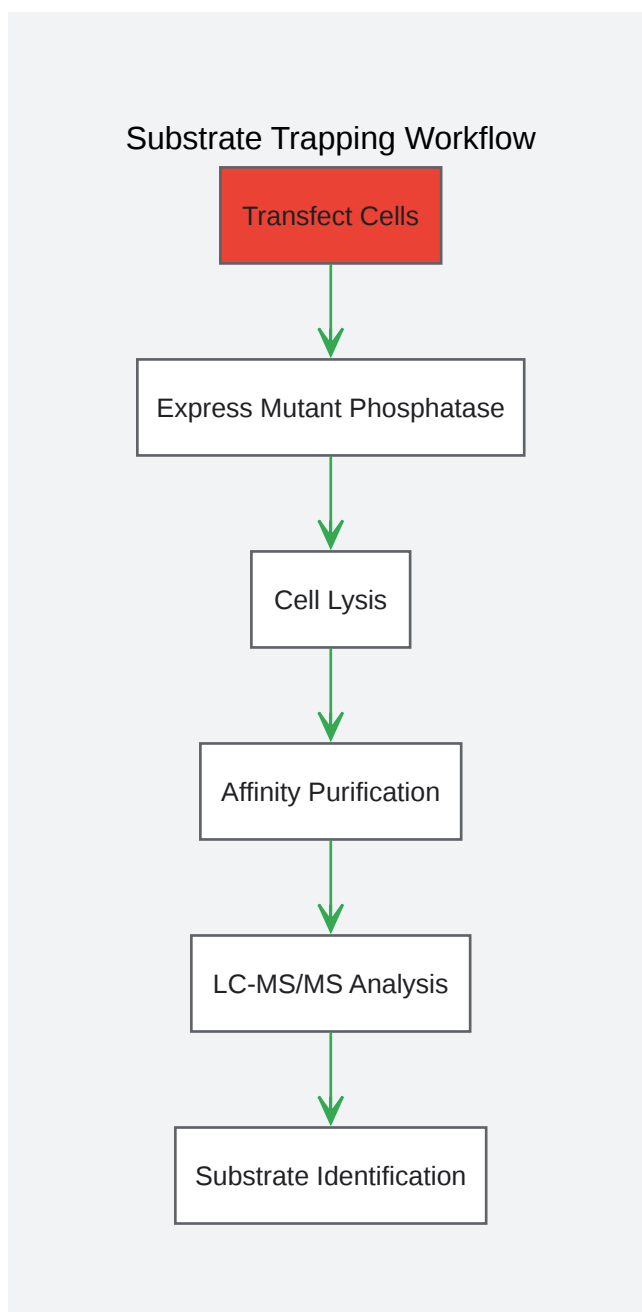 Substrate Trapping Workflow
Transfect Cells
Express Mutant Phosphatase
Cell Lysis
Affinity Purification
LC-MS/MS Analysis
Substrate Identification